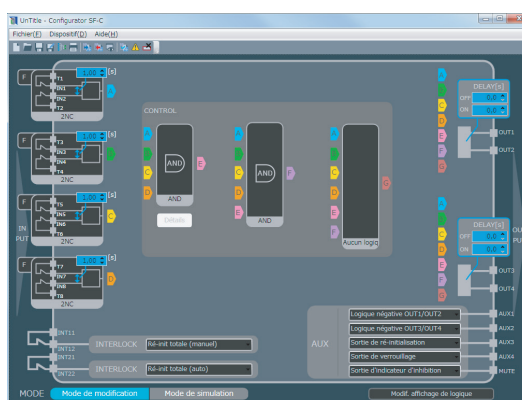 UnTitle - Configurator SF-C
Fichier(F) Dispositif(D) Aide(H)
F T1 1,00 [s]
IN1
IN2
T2
2NC
A
F T3 1,00 [s]
IN3
IN4
T4
2NC
F T5 1,00 [s]
IN5
IN6
T6
2NC
C
F T7 1,00 [s]
IN7
IN8
T8
2NC
D
IN
PUT
CONTROL
A
C
D
AND
AND
E
Détails
A
C
D
E
AND
AND
F
A
C
D
E
F
Aucun logiq
G
A
C
D
E
F
G
DELAY[s]
OFF 0,0
ON 0,0
OUT1
OUT2
A
C
D
E
F
G
DELAY[s]
OFF 0,0
ON 0,0
OUT3
OUT4
OU
PU
INT11
INT12
INTERLOCK Ré-init totale (manuel)
INT21
INT22
INTERLOCK Ré-init totale (auto)
AUX
Logique négative OUT1/OUT2 AUX1
Logique négative OUT3/OUT4 AUX2
Sortie de ré-initialisation AUX3
Sortie de verrouillage AUX4
Sortie d'indicateur d'inhibition MUTE
MODE Mode de modification Mode de simulation Modif. affichage de logique